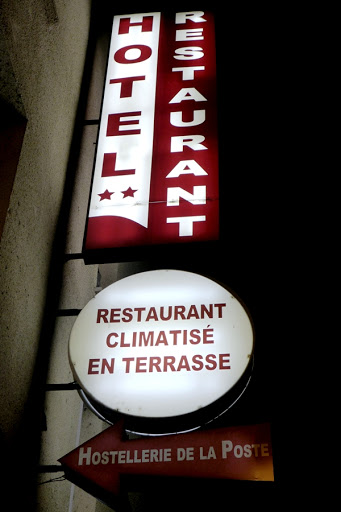 HOTEL
RESTAURANT
RESTAURANT
CLIMATISÉ
EN TERRASSE
HOSTELLERIE DE LA POSTE